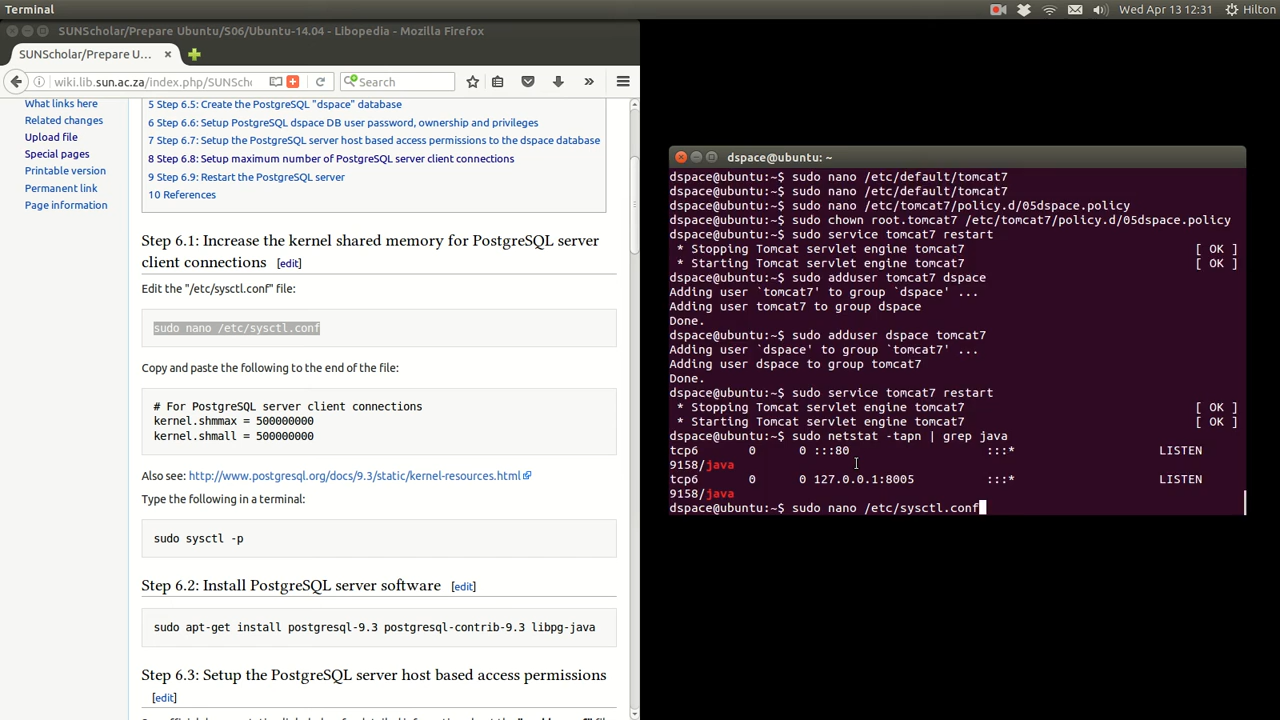 Terminal
Wed Apr 13 12:31
Hilton
SUNScholar/Prepare Ubuntu/S06/Ubuntu-14.04 - Libopedia - Mozilla Firefox
SUNScholar/Prepare U...
wiki.lib.sun.ac.za/index.php/SUNSch
Search
What links here
Related changes
Upload file
Special pages
Printable version
Permanent link
Page information
5 Step 6.5: Create the PostgreSQL "dspace" database
6 Step 6.6: Setup PostgreSQL dspace DB user password, ownership and privileges
7 Step 6.7: Setup the PostgreSQL server host based access permissions to the dspace database
8 Step 6.8: Setup maximum number of PostgreSQL server client connections
9 Step 6.9: Restart the PostgreSQL server
10 References
Step 6.1: Increase the kernel shared memory for PostgreSQL server
client connections [edit]
Edit the "/etc/sysctl.conf" file:
sudo nano /etc/sysctl.conf
Copy and paste the following to the end of the file:
# For PostgreSQL server client connections
kernel.shmmax = 500000000
kernel.shmall = 500000000
Also see: http://www.postgresql.org/docs/9.3/static/kernel-resources.html
Type the following in a terminal:
sudo sysctl -p
Step 6.2: Install PostgreSQL server software [edit]
sudo apt-get install postgresql-9.3 postgresql-contrib-9.3 libpg-java
Step 6.3: Setup the PostgreSQL server host based access permissions
[edit]
dspace@ubuntu: ~
dspace@ubuntu:~$ sudo nano /etc/default/tomcat7
dspace@ubuntu:~$ sudo nano /etc/default/tomcat7
dspace@ubuntu:~$ sudo nano /etc/tomcat7/policy.d/05dspace.policy
dspace@ubuntu:~$ sudo chown root.tomcat7 /etc/tomcat7/policy.d/05dspace.policy
dspace@ubuntu:~$ sudo service tomcat7 restart
* Stopping Tomcat servlet engine tomcat7 [ OK ]
* Starting Tomcat servlet engine tomcat7 [ OK ]
dspace@ubuntu:~$ sudo adduser tomcat7 dspace
Adding user `tomcat7' to group `dspace' ...
Adding user tomcat7 to group dspace
Done.
dspace@ubuntu:~$ sudo adduser dspace tomcat7
Adding user `dspace' to group `tomcat7' ...
Adding user dspace to group tomcat7
Done.
dspace@ubuntu:~$ sudo service tomcat7 restart
* Stopping Tomcat servlet engine tomcat7 [ OK ]
* Starting Tomcat servlet engine tomcat7 [ OK ]
dspace@ubuntu:~$ sudo netstat -tapn | grep java
tcp6 0 0 :::80 :::* LISTEN
9158/java
tcp6 0 0 127.0.0.1:8005 :::* LISTEN
9158/java
dspace@ubuntu:~$ sudo nano /etc/sysctl.conf